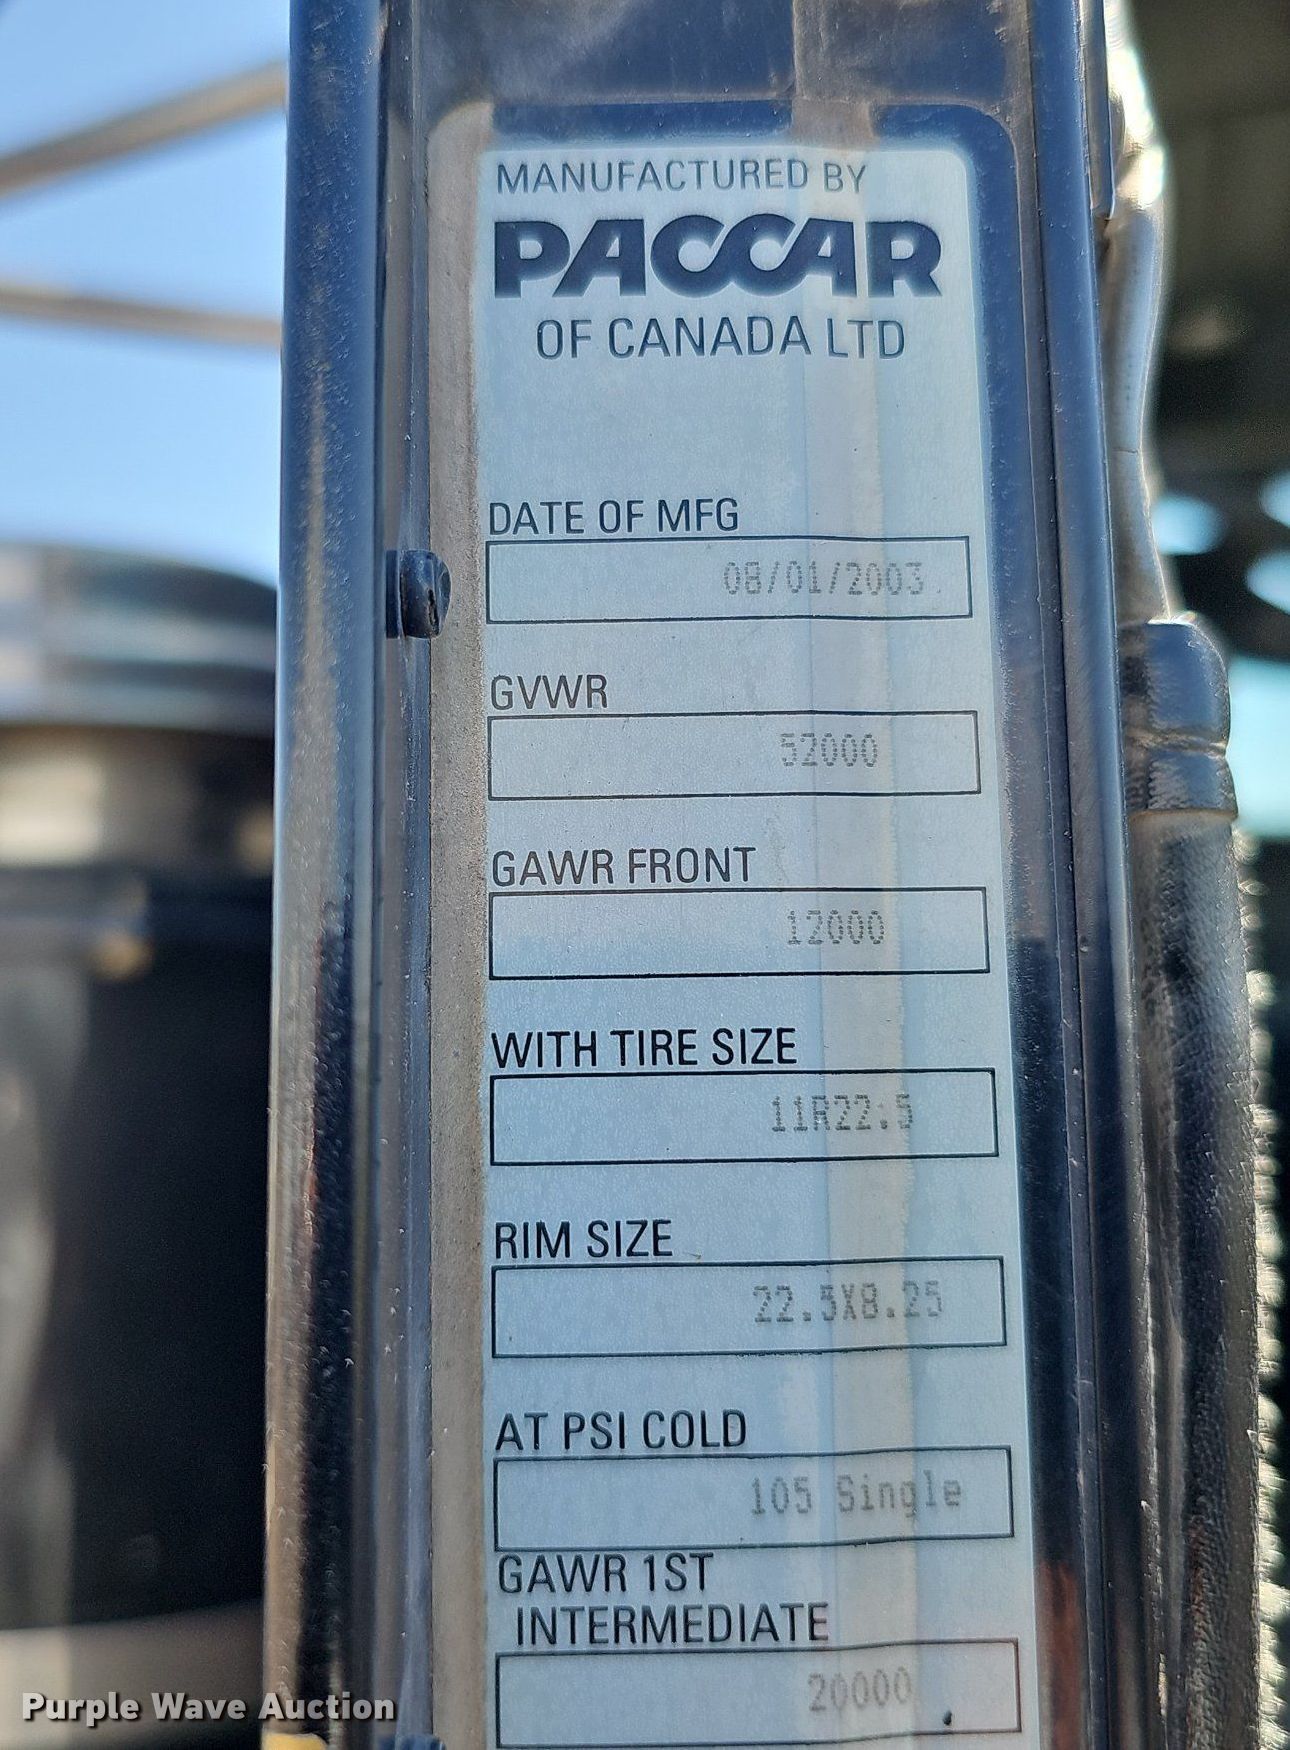 MANUFACTURED BY
PACCAR
OF CANADA LTD
DATE OF MFG
08/01/2003
GVWR
52000
GAWR FRONT
12000
WITH TIRE SIZE
11R22.5
RIM SIZE
22.5X8.25
AT PSI COLD
105 Single
GAWR 1ST
INTERMEDIATE
20000
Purple Wave Auction